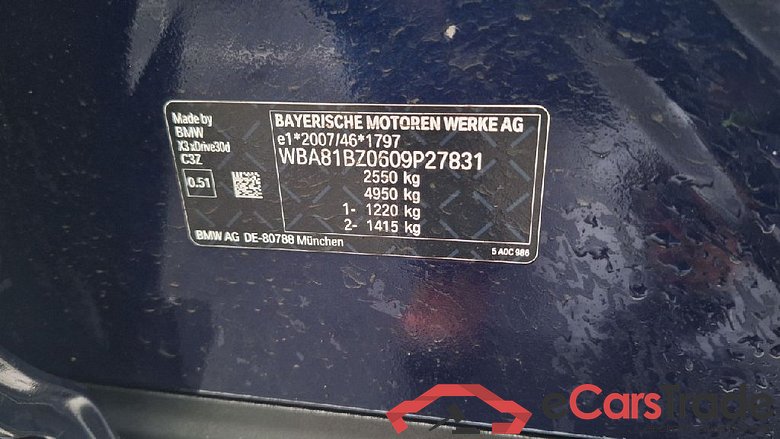 Made by
BMW
X3 xDrive30d
C3Z
0.51
BAYERISCHE MOTOREN WERKE AG
e1*2007/46*1797
WBA81BZ0609P27831
2550 kg
4950 kg
1- 1220 kg
2- 1415 kg
BMW AG DE-80788 München
5 A0C 986
eCarsTrade